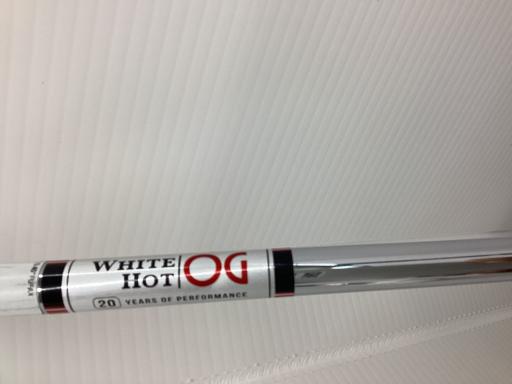 WHITE
HOT
OG
20 YEARS OF PERFORMANCE